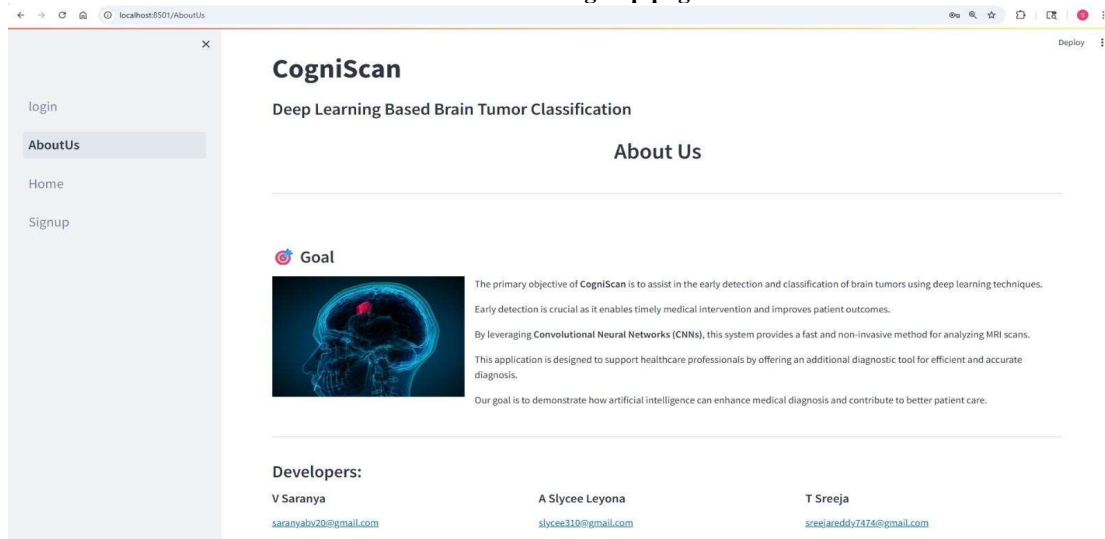 localhost:8501/AboutUs
Deploy
login
AboutUs
Home
Signup
CogniScan
Deep Learning Based Brain Tumor Classification
About Us
🎯 Goal
The primary objective of CogniScan is to assist in the early detection and classification of brain tumors using deep learning techniques.
Early detection is crucial as it enables timely medical intervention and improves patient outcomes.
By leveraging Convolutional Neural Networks (CNNs), this system provides a fast and non-invasive method for analyzing MRI scans.
This application is designed to support healthcare professionals by offering an additional diagnostic tool for efficient and accurate
diagnosis.
Our goal is to demonstrate how artificial intelligence can enhance medical diagnosis and contribute to better patient care.
Developers:
V Saranya A Slycee Leyona T Sreeja
saranyabv20@gmail.com slycee310@gmail.com sreejareddy7474@gmail.com